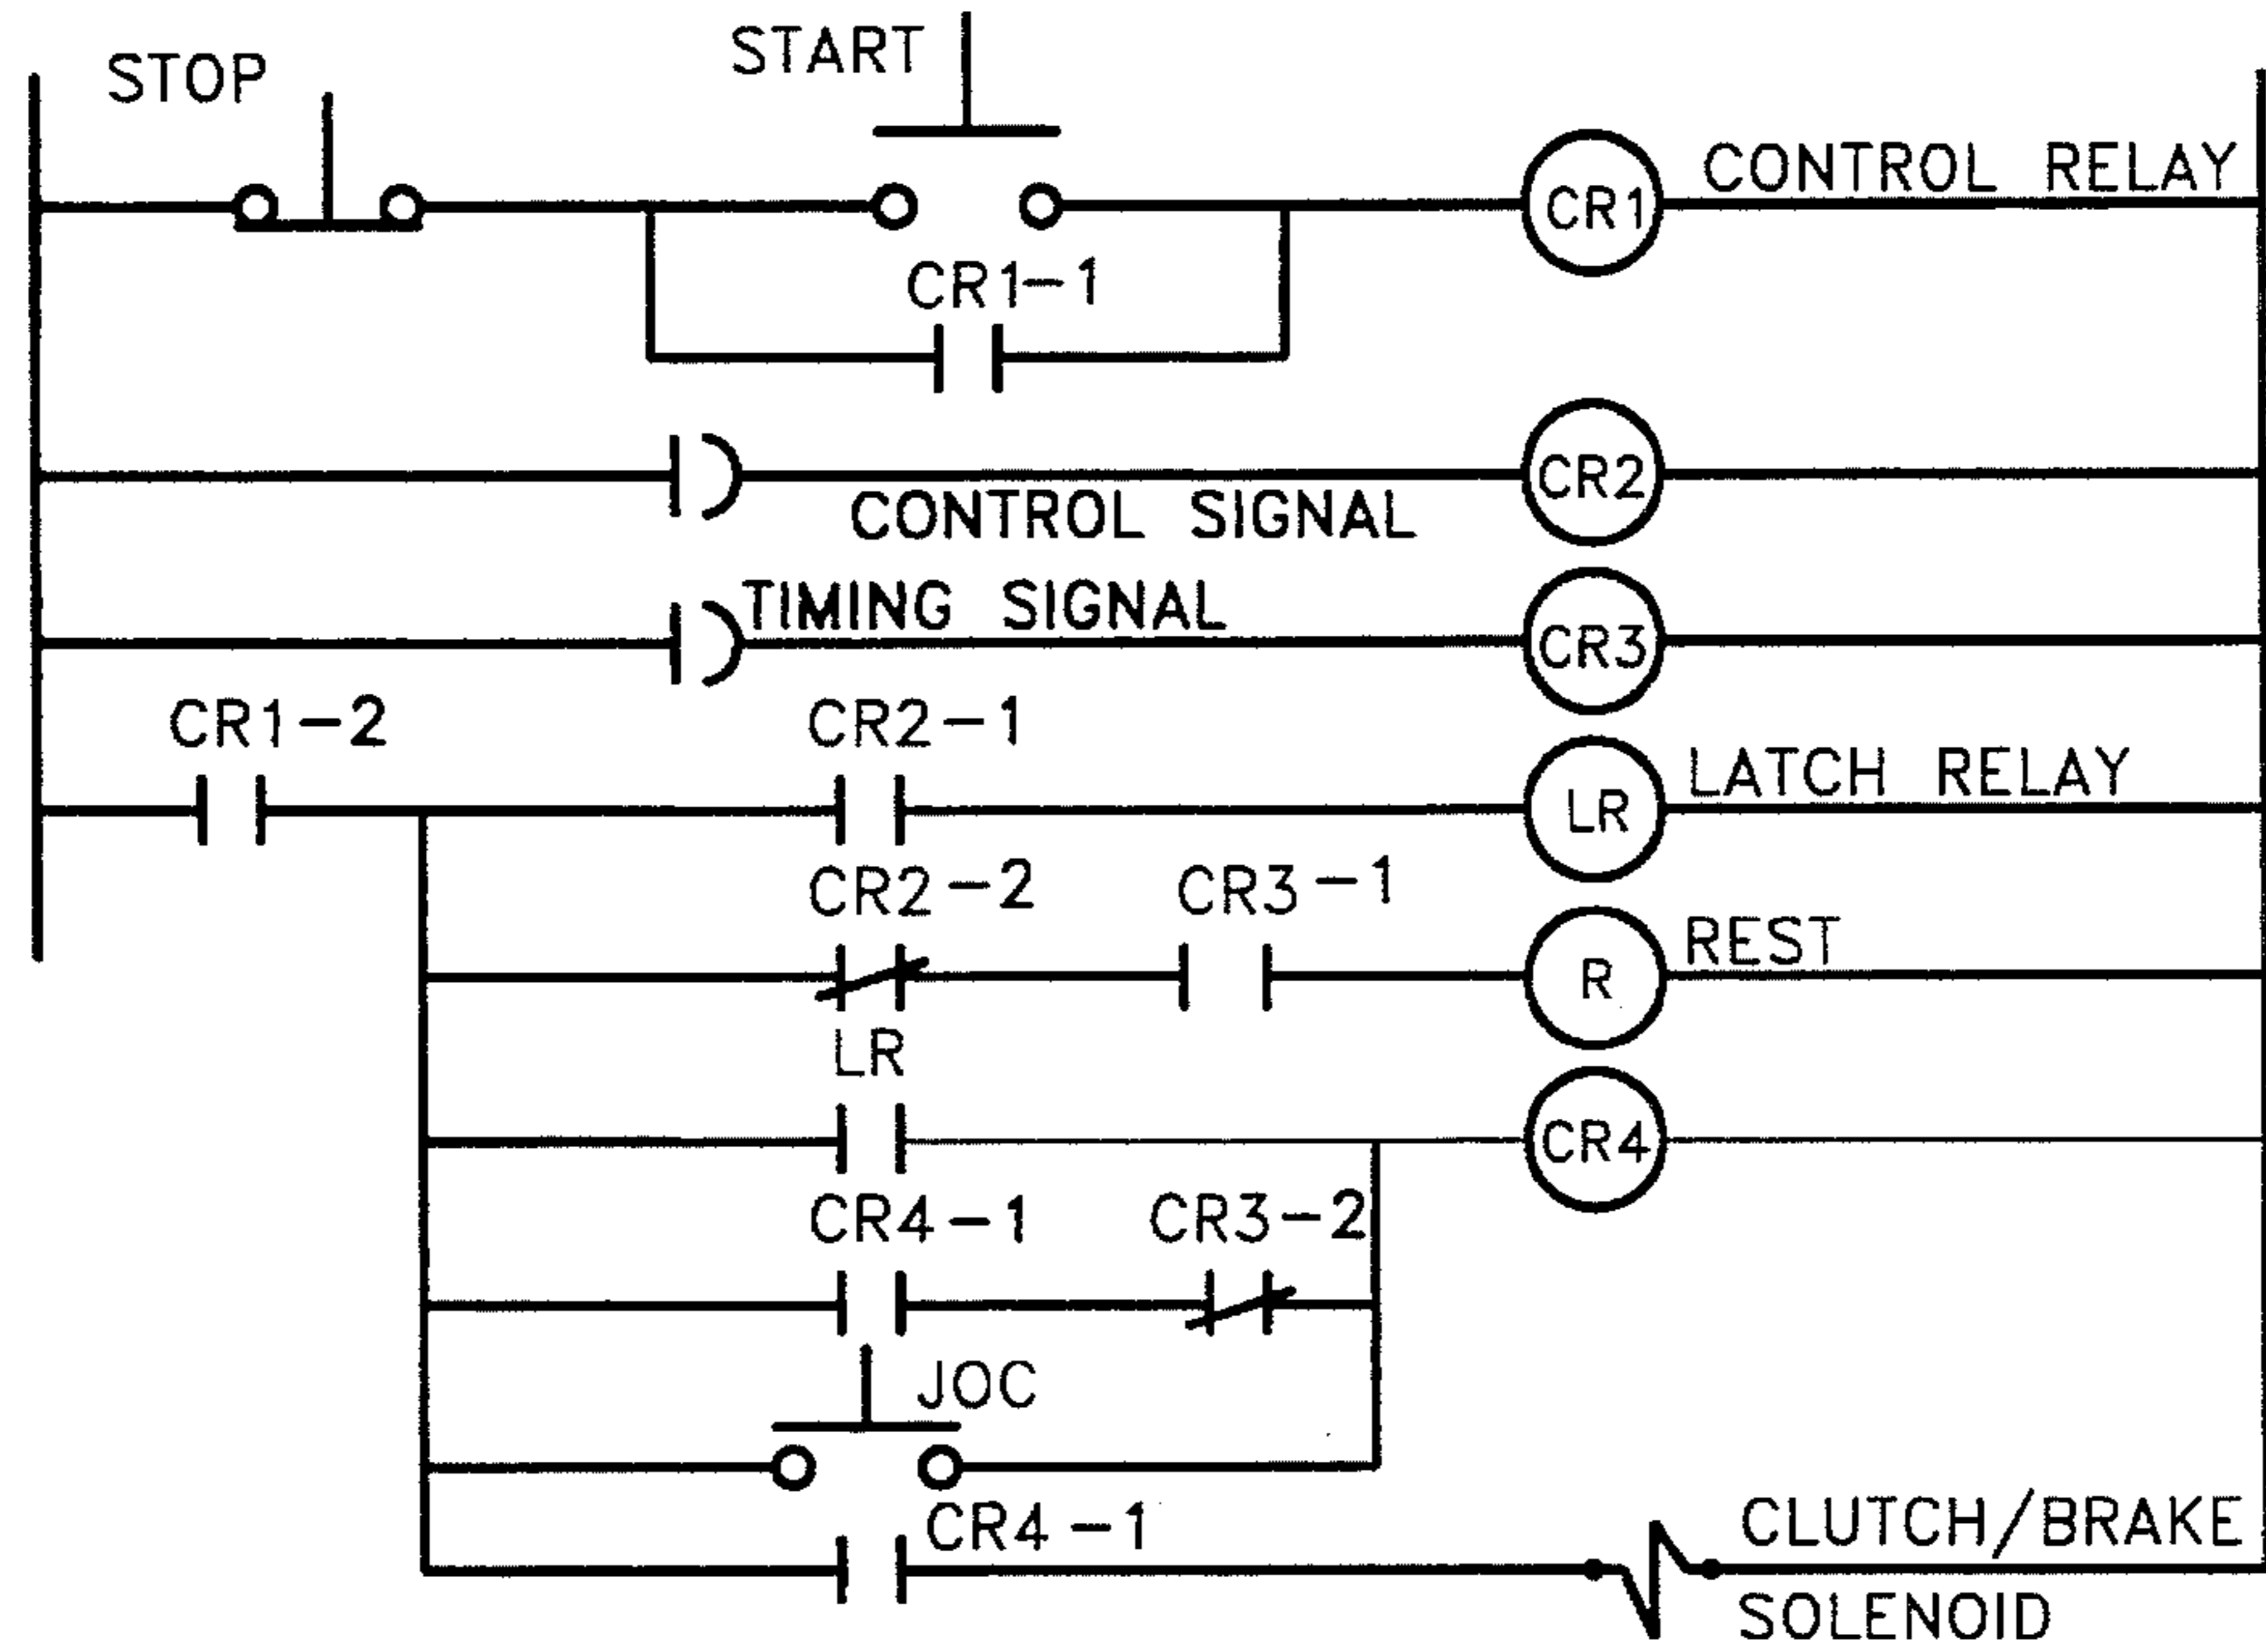 STOP
START
CONTROL RELAY
CR1
CR1-1
CR2
CONTROL SIGNAL
TIMING SIGNAL
CR3
CR1-2
CR2-1
LATCH RELAY
LR
CR2-2
CR3-1
REST
R
LR
CR4
CR4-1
CR3-2
JOC
CR4-1
CLUTCH/BRAKE
SOLENOID